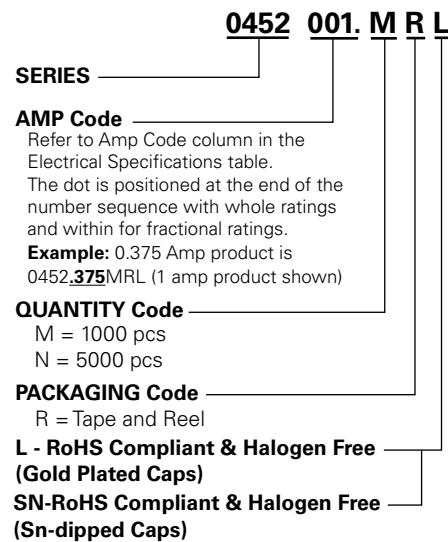 0452 001. M R L
SERIES
AMP Code
Refer to Amp Code column in the
Electrical Specifications table.
The dot is positioned at the end of the
number sequence with whole ratings
and within for fractional ratings.
Example: 0.375 Amp product is
0452.375MRL (1 amp product shown)
QUANTITY Code
M = 1000 pcs
N = 5000 pcs
PACKAGING Code
R = Tape and Reel
L - RoHS Compliant & Halogen Free
(Gold Plated Caps)
SN-RoHS Compliant & Halogen Free
(Sn-dipped Caps)